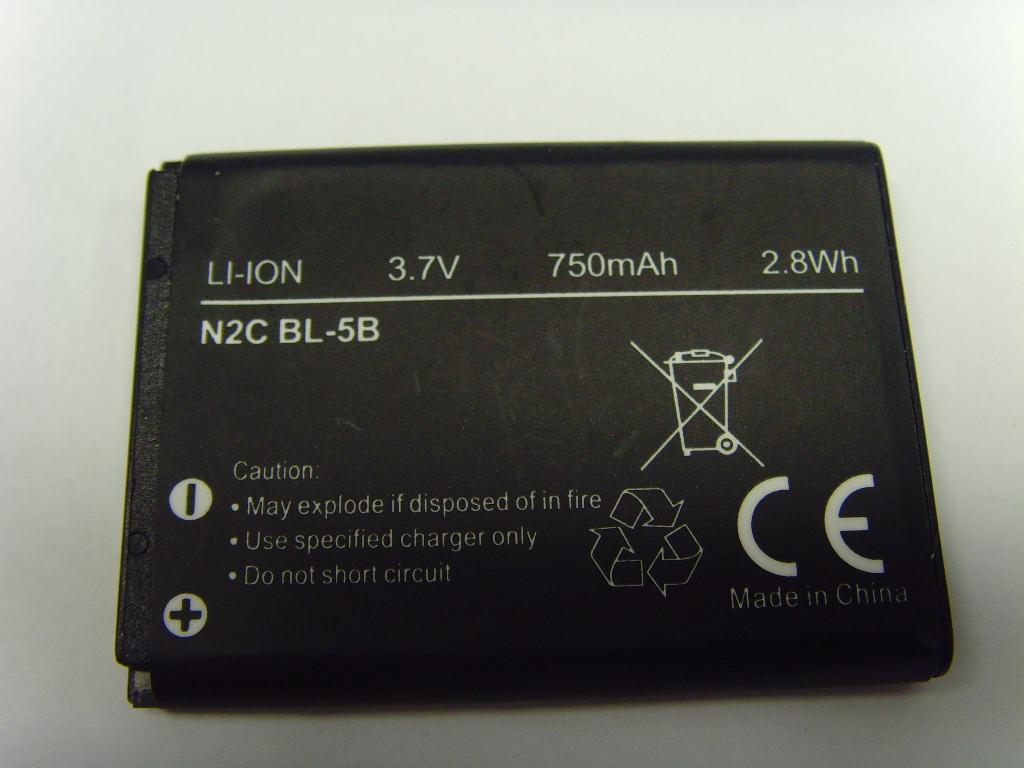 LI-ION 3.7V 750mAh 2.8Wh
N2C BL-5B
Caution:
• May explode if disposed of in fire
• Use specified charger only
• Do not short circuit
CE
Made in China